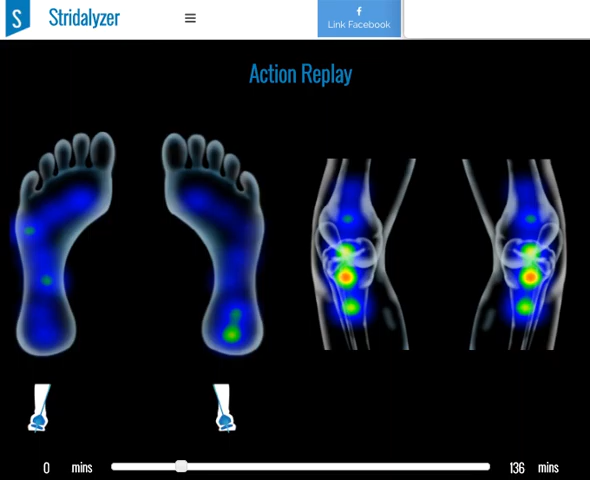 S Stridalyzer
f
Link Facebook
Action Replay
0 mins 136 mins